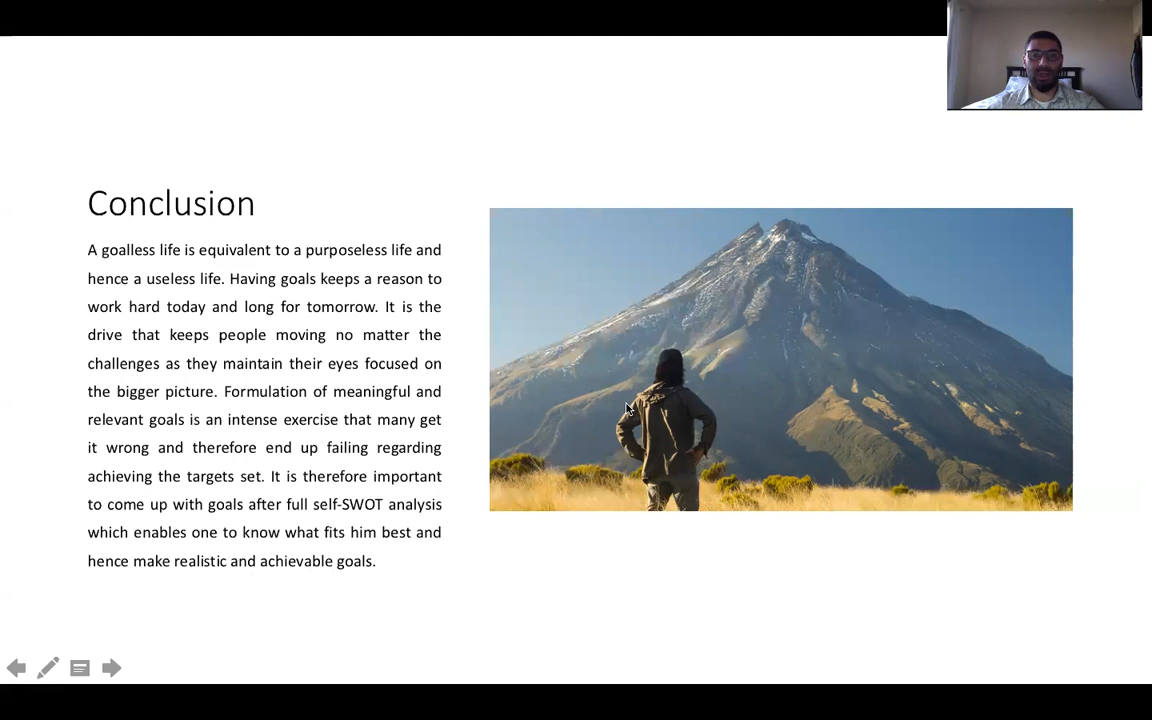 Conclusion
A goalless life is equivalent to a purposeless life and
hence a useless life. Having goals keeps a reason to
work hard today and long for tomorrow. It is the
drive that keeps people moving no matter the
challenges as they maintain their eyes focused on
the bigger picture. Formulation of meaningful and
relevant goals is an intense exercise that many get
it wrong and therefore end up failing regarding
achieving the targets set. It is therefore important
to come up with goals after full self-SWOT analysis
which enables one to know what fits him best and
hence make realistic and achievable goals.